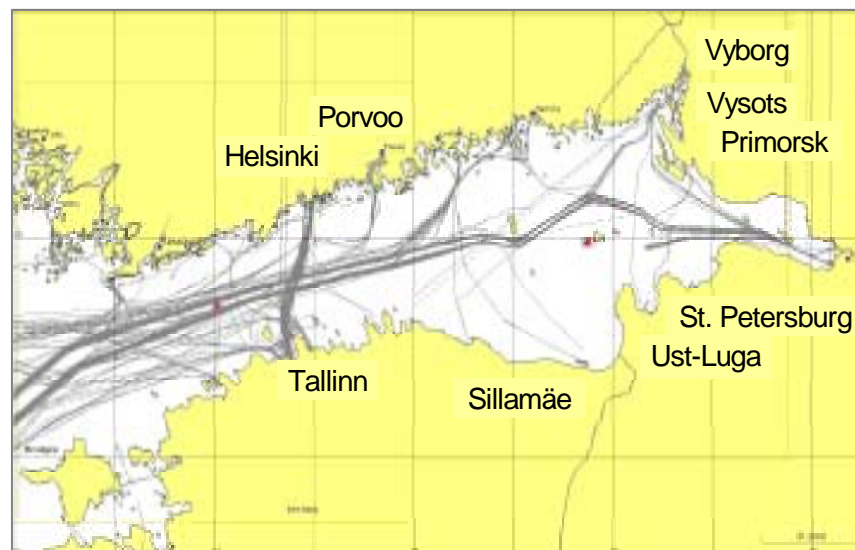 Vyborg
Vysots
Primorsk
Porvoo
Helsinki
St. Petersburg
Ust-Luga
Tallinn
Sillamäe